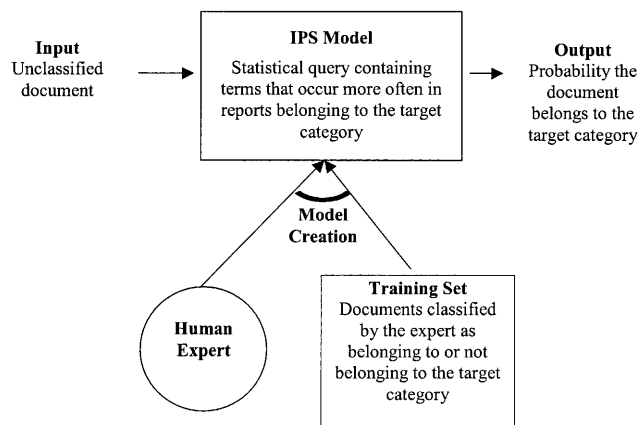 Input
Unclassified
document
IPS Model
Statistical query containing
terms that occur more often in
reports belonging to the target
category
Output
Probability the
document
belongs to the
target category
Model
Creation
Human
Expert
Training Set
Documents classified
by the expert as
belonging to or not
belonging to the target
category